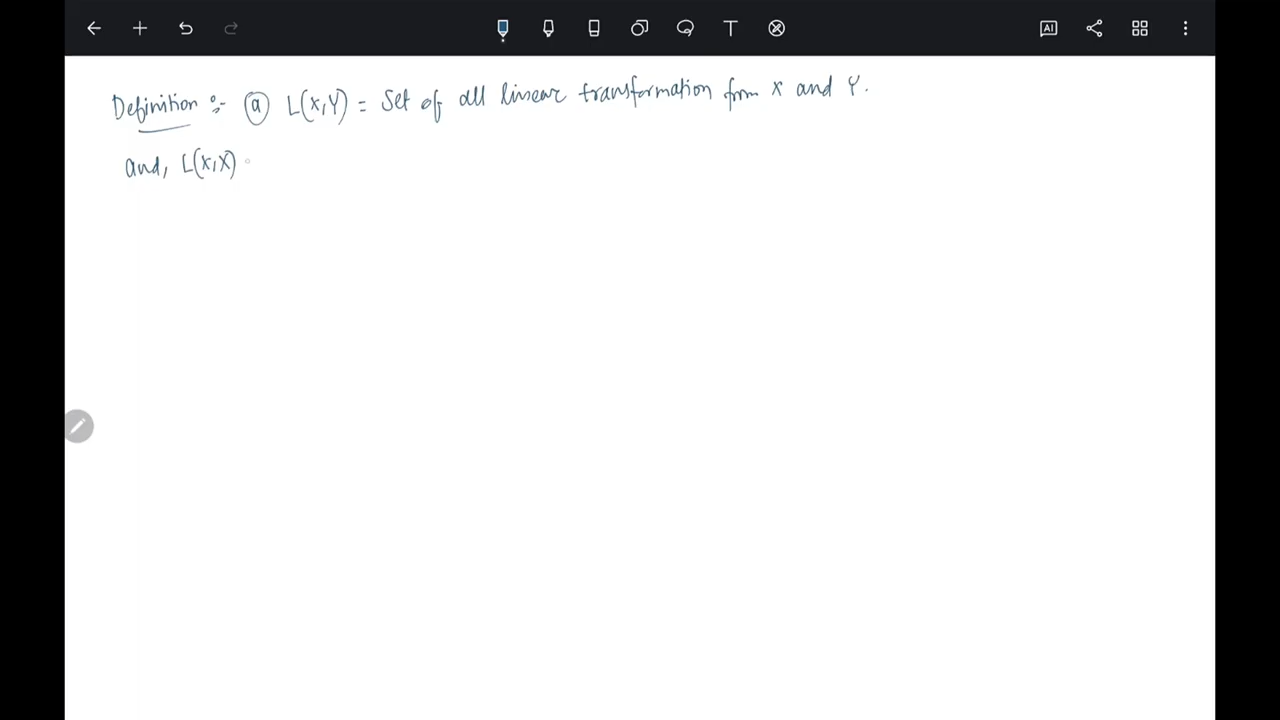 Definition :- (a) L(X,Y) = Set of all linear transformation from X and Y.
and, L(X,X)